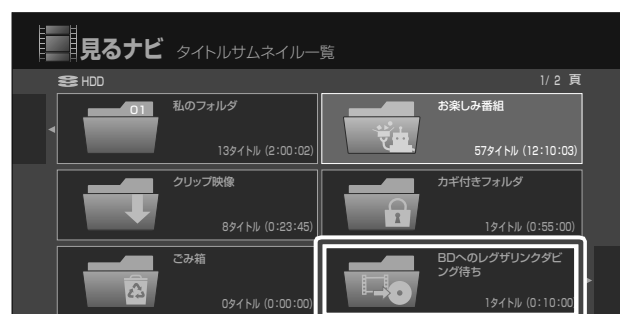 見るナビ タイトルサムネイル一覧
HDD 1/ 2 頁
01 私のフォルダ
13タイトル (2:00:02)
お楽しみ番組
57タイトル (12:10:03)
クリップ映像
8タイトル (0:23:45)
カギ付きフォルダ
1タイトル (0:55:00)
ごみ箱
0タイトル (0:00:00)
BDへのレグザリンクダビ
ング待ち
1タイトル (0:10:00